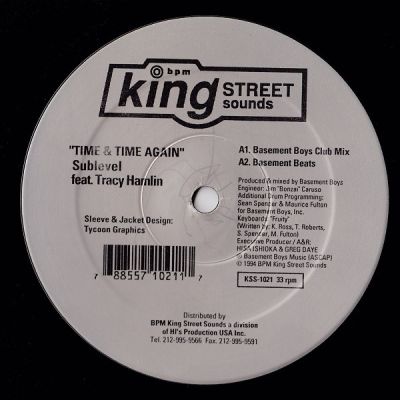 bpm
king STREET
sounds
"TIME & TIME AGAIN"
Sublevel
feat. Tracy Hamlin
Sleeve & Jacket Design:
Tycoon Graphics
7 88557 10211 7
A1. Basement Boys Club Mix
A2. Basement Beats
Produced & mixed by Basement Boys
Engineer: Jim "Bonzai" Caruso
Additional Drum Programming:
Sean Spencer & Maurice Fulton
for Basement Boys, Inc.
Keyboards "Fruity"
(Written by: K. Ross, T. Roberts,
S. Spencer, M. Fulton)
Executive Producer / A&R:
HISA ISHIOKA & GREG DAYE
© Basement Boys Music (ASCAP)
℗ 1994 BPM King Street Sounds
KSS-1021 33 rpm
Distributed by
BPM King Street Sounds a division
of HI's Production USA Inc.
Tel. 212-995-5566 Fax. 212-995-9591